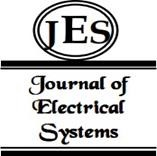 JES
Journal of
Electrical
Systems